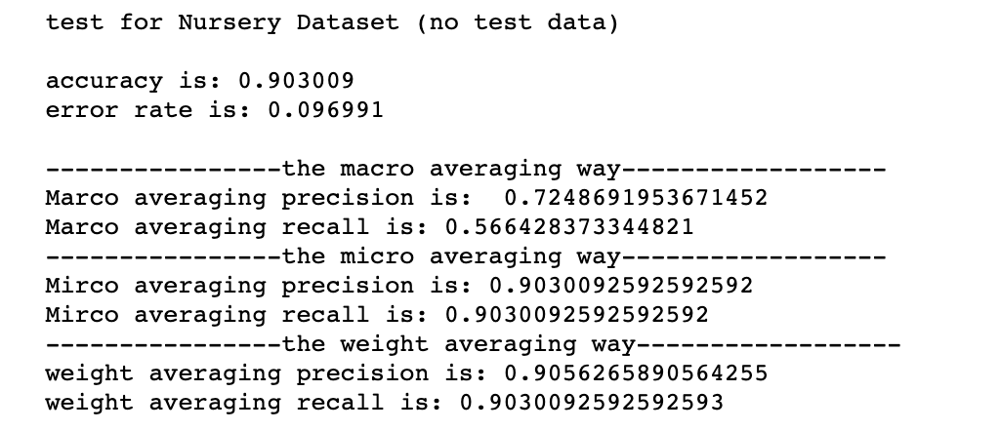 test for Nursery Dataset (no test data)
accuracy is: 0.903009
error rate is: 0.096991
----------------the macro averaging way------------------
Marco averaging precision is:  0.7248691953671452
Marco averaging recall is: 0.566428373344821
----------------the micro averaging way------------------
Mirco averaging precision is: 0.9030092592592592
Mirco averaging recall is: 0.9030092592592592
----------------the weight averaging way------------------
weight averaging precision is: 0.9056265890564255
weight averaging recall is: 0.9030092592592593